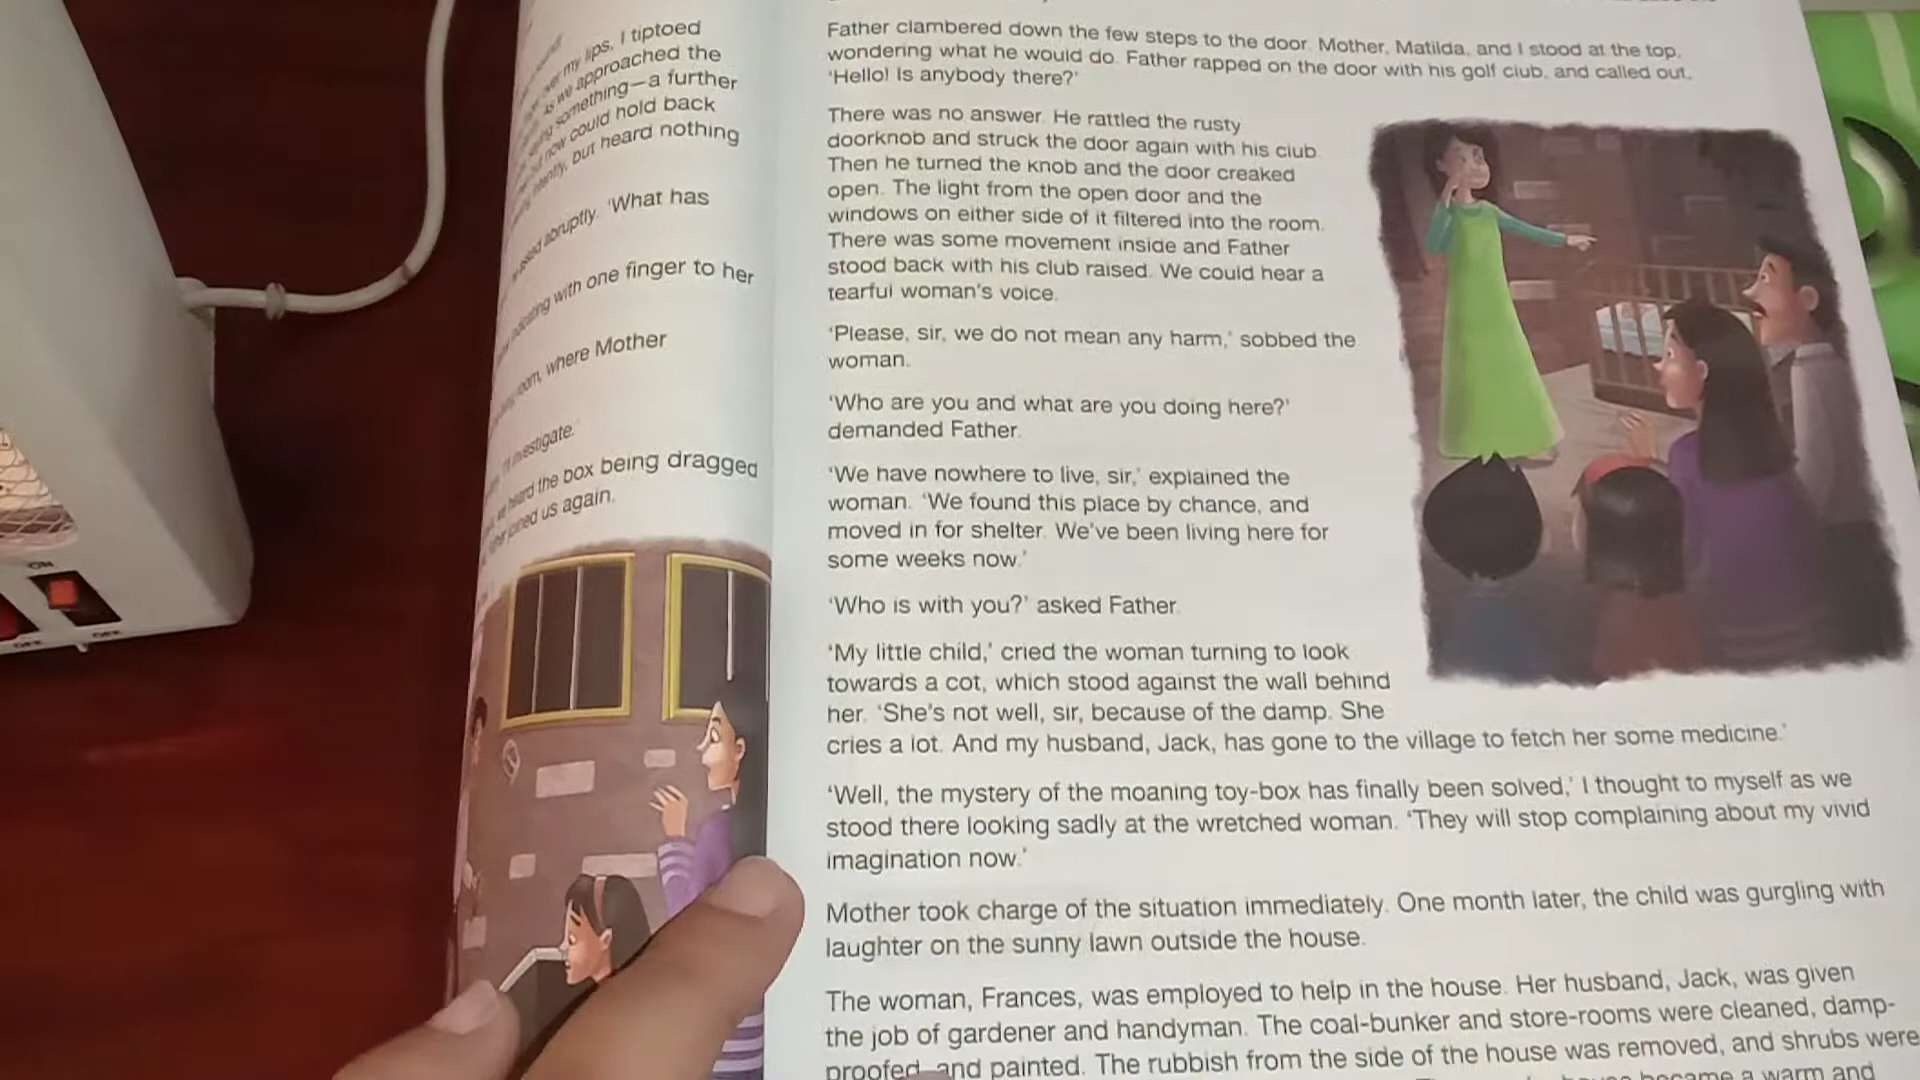 my lips, I tiptoed
as we approached the
something—a further
now could hold back
intently, but heard nothing
abruptly. 'What has
indicating with one finger to her
room, where Mother
investigate.'
heard the box being dragged
joined us again.
Father clambered down the few steps to the door. Mother, Matilda, and I stood at the top,
wondering what he would do. Father rapped on the door with his golf club, and called out,
'Hello! Is anybody there?'
There was no answer. He rattled the rusty
doorknob and struck the door again with his club.
Then he turned the knob and the door creaked
open. The light from the open door and the
windows on either side of it filtered into the room.
There was some movement inside and Father
stood back with his club raised. We could hear a
tearful woman's voice.
'Please, sir, we do not mean any harm,' sobbed the
woman.
'Who are you and what are you doing here?'
demanded Father.
'We have nowhere to live, sir,' explained the
woman. 'We found this place by chance, and
moved in for shelter. We've been living here for
some weeks now.'
'Who is with you?' asked Father.
'My little child,' cried the woman turning to look
towards a cot, which stood against the wall behind
her. 'She's not well, sir, because of the damp. She
cries a lot. And my husband, Jack, has gone to the village to fetch her some medicine.'
'Well, the mystery of the moaning toy-box has finally been solved,' I thought to myself as we
stood there looking sadly at the wretched woman. 'They will stop complaining about my vivid
imagination now.'
Mother took charge of the situation immediately. One month later, the child was gurgling with
laughter on the sunny lawn outside the house.
The woman, Frances, was employed to help in the house. Her husband, Jack, was given
the job of gardener and handyman. The coal-bunker and store-rooms were cleaned, damp-
proofed, and painted. The rubbish from the side of the house was removed, and shrubs were
house became a warm and
ON
OFF
OFF